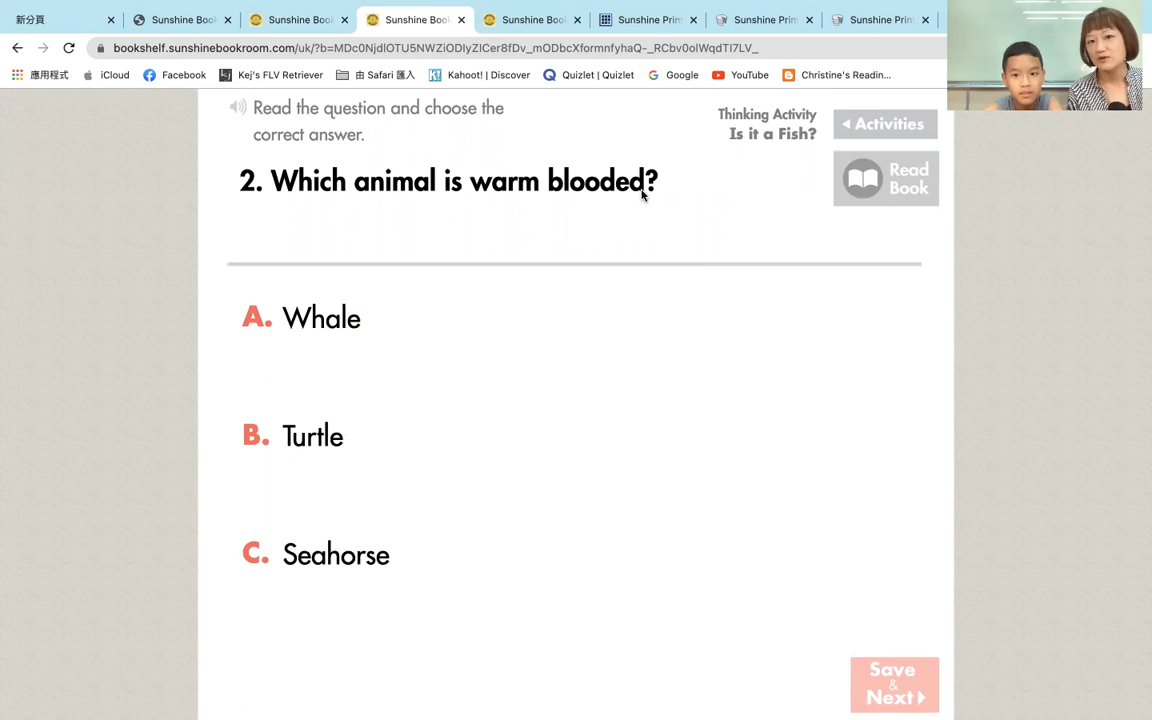 新分頁
Sunshine Boo
Sunshine Boo
Sunshine Boo
Sunshine Boo
Sunshine Prim
Sunshine Prim
Sunshine Prim
bookshelf.sunshinebookroom.com/uk/?b=
應用程式
iCloud
Facebook
Kej's FLV Retriever
由 Safari 匯入
Kahoot! | Discover
Quizlet | Quizlet
Google
YouTube
Christine's Readin...
Read the question and choose the
correct answer.
Thinking Activity
Is it a Fish?
Activities
Read
Book
2. Which animal is warm blooded?
A. Whale
B. Turtle
C. Seahorse
Save
&
Next